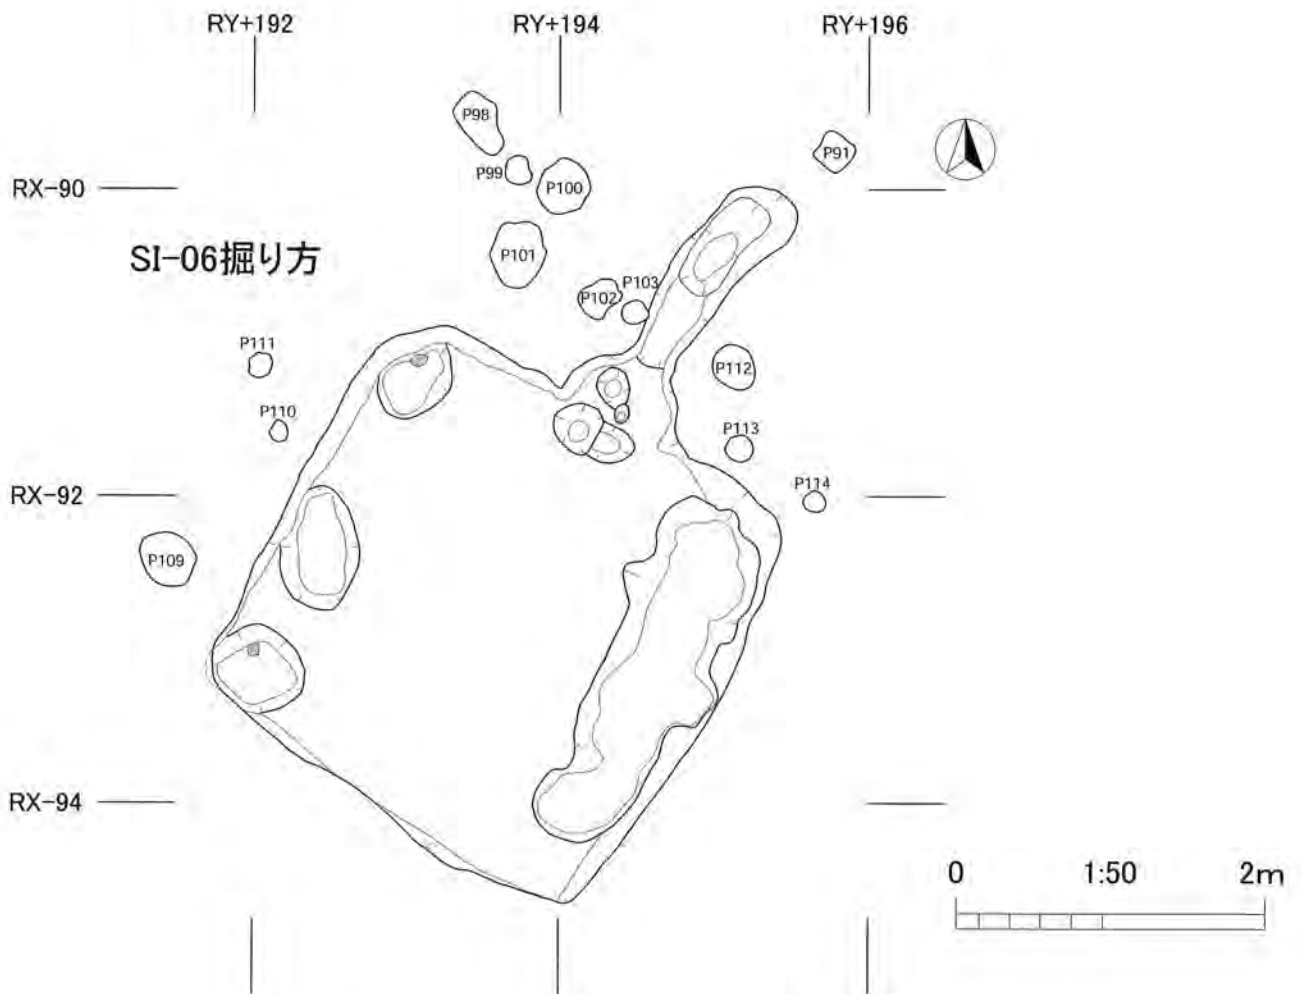 RY+192
RY+194
RY+196
P98
P91
P99
P100
RX-90
P101
SI-06掘り方
P103
P102
P111
P112
P110
P113
P114
RX-92
P109
RX-94
0 1:50 2m